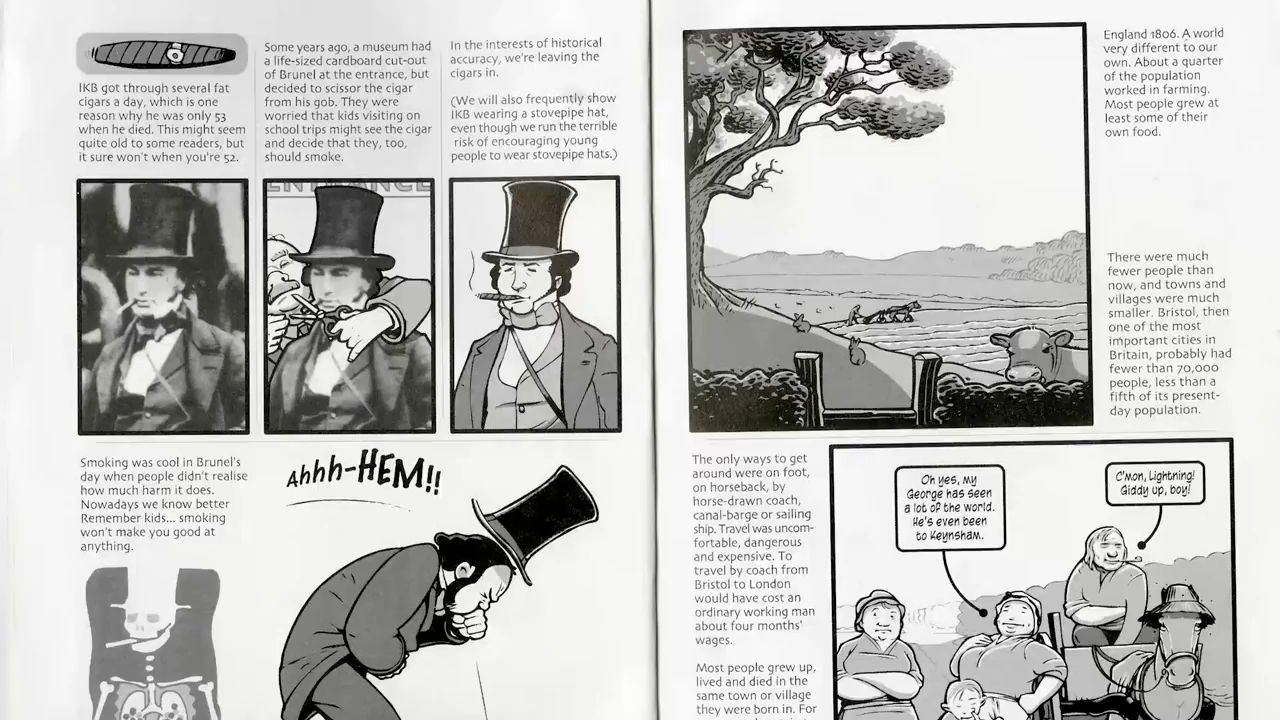 IKB got through several fat
cigars a day, which is one
reason why he was only 53
when he died. This might seem
quite old to some readers, but
it sure won't when you're 52.
Some years ago, a museum had
a life-sized cardboard cut-out
of Brunel at the entrance, but
decided to scissor the cigar
from his gob. They were
worried that kids visiting on
school trips might see the cigar
and decide that they, too,
should smoke.
In the interests of historical
accuracy, we're leaving the
cigars in.
(We will also frequently show
IKB wearing a stovepipe hat,
even though we run the terrible
risk of encouraging young
people to wear stovepipe hats.)
ENTRANCE
Smoking was cool in Brunel's
day when people didn't realise
how much harm it does.
Nowadays we know better
Remember kids... smoking
won't make you good at
anything.
Ahhh-HEM!!
England 1806. A world
very different to our
own. About a quarter
of the population
worked in farming.
Most people grew at
least some of their
own food.
There were much
fewer people than
now, and towns and
villages were much
smaller. Bristol, then
one of the most
important cities in
Britain, probably had
fewer than 70,000
people, less than a
fifth of its present-
day population.
The only ways to get
around were on foot,
on horseback, by
horse-drawn coach,
canal-barge or sailing
ship. Travel was uncom-
fortable, dangerous
and expensive. To
travel by coach from
Bristol to London
would have cost an
ordinary working man
about four months'
wages.
Most people grew up,
lived and died in the
same town or village
they were born in. For
Oh yes, my
George has seen
a lot of the world.
He's even been
to Keynsham.
C'mon, Lightning!
Giddy up, boy!